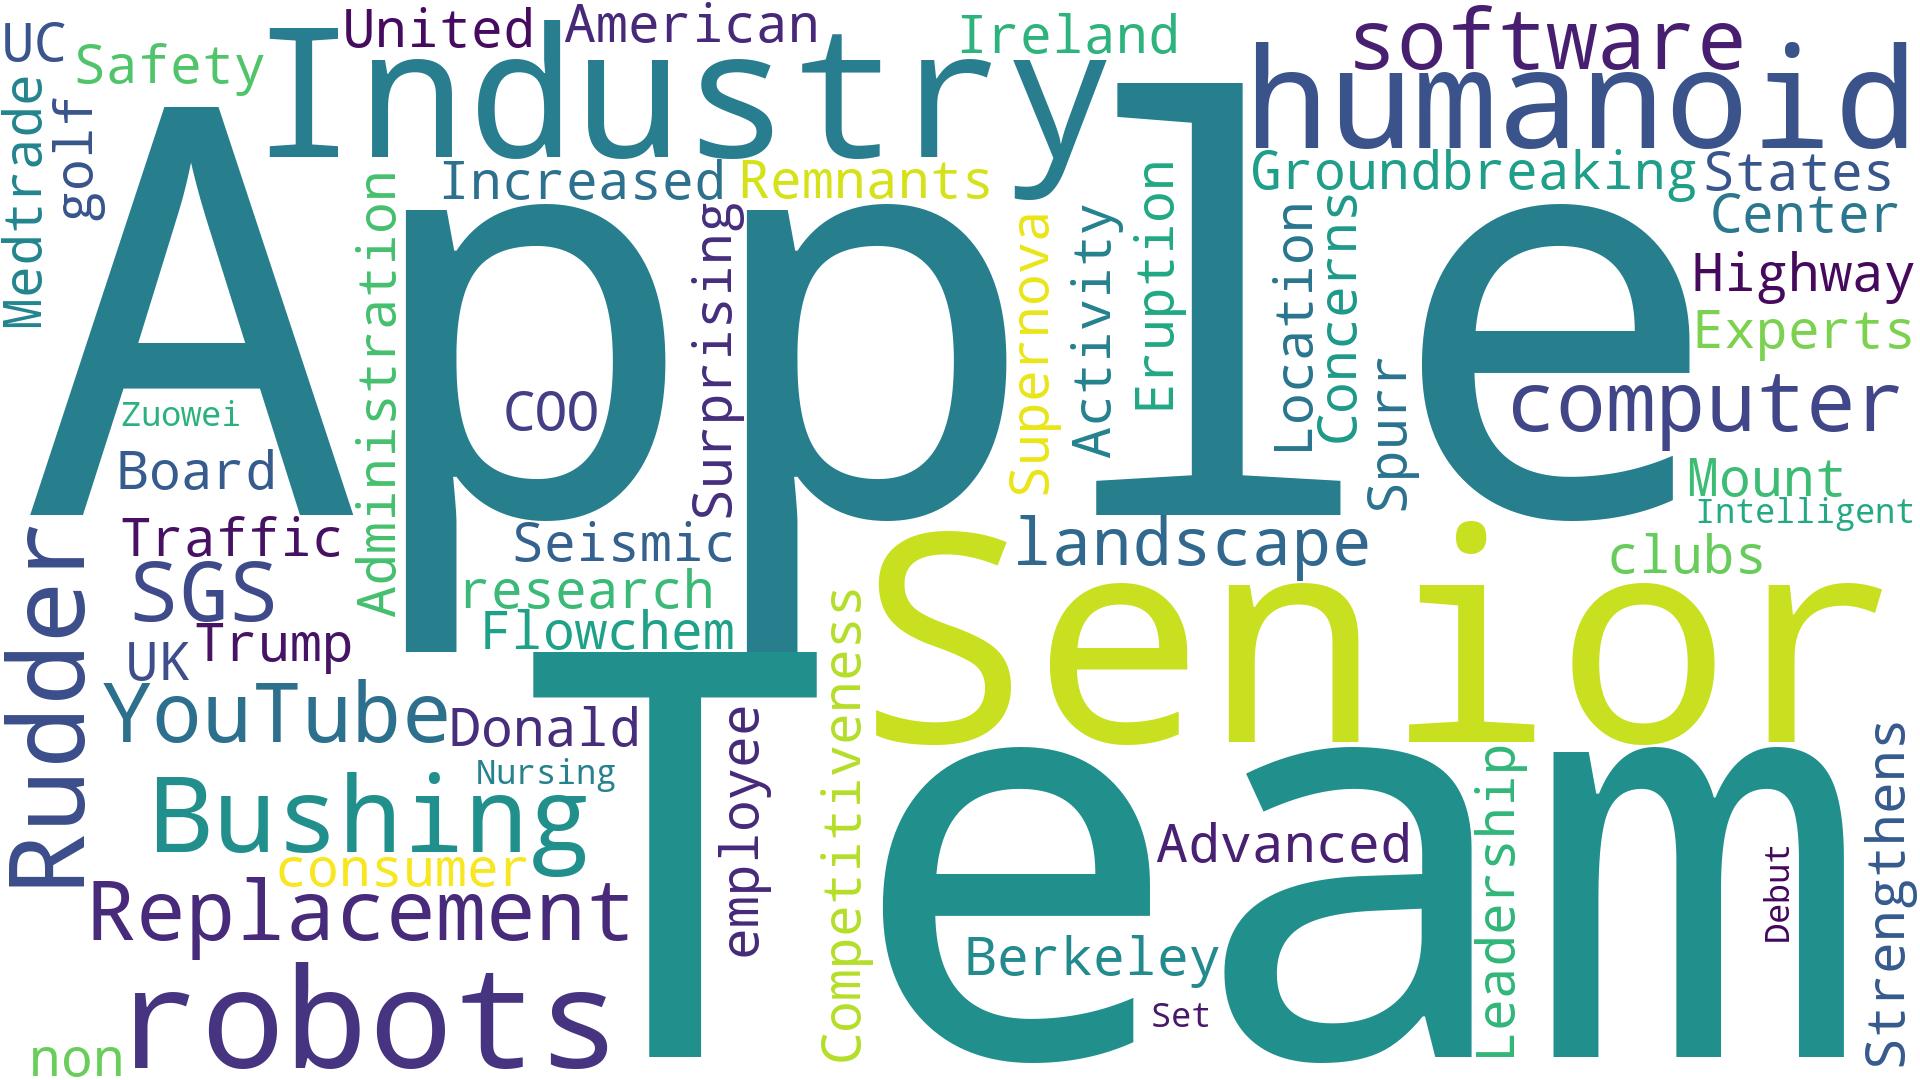 UC
Safety
United
American
Ireland
software
Industry
humanoid
Medtrade
golf
Increased
Remnants
Groundbreaking
States
Center
Highway
Experts
Apple
Administration
Surprising
Supernova
Activity
Eruption
Location
Concerns
Spurr
COO
computer
Zuowei
Board
Mount
Intelligent
Traffic
Seismic
landscape
clubs
SGS
research
Flowchem
Senior
UK
Trump
Rudder
YouTube
Donald
Nursing
employee
Competitiveness
Team
Bushing
consumer
Replacement
Advanced
Leadership
Debut
Strengthens
Berkeley
Set
robots
non